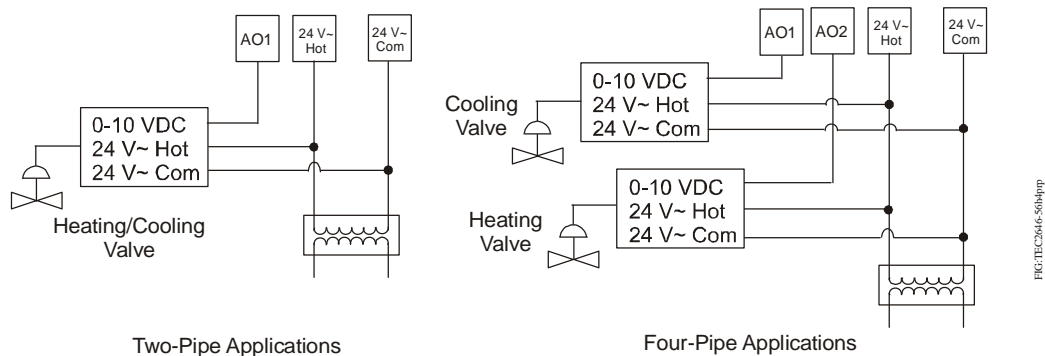 AO1
24 V~
Hot
24 V~
Com
0-10 VDC
24 V~ Hot
24 V~ Com
Heating/Cooling
Valve
Two-Pipe Applications
AO1
AO2
24 V~
Hot
24 V~
Com
0-10 VDC
24 V~ Hot
24 V~ Com
Cooling
Valve
0-10 VDC
24 V~ Hot
24 V~ Com
Heating
Valve
Four-Pipe Applications
FIG:TEC2646-56h4prp